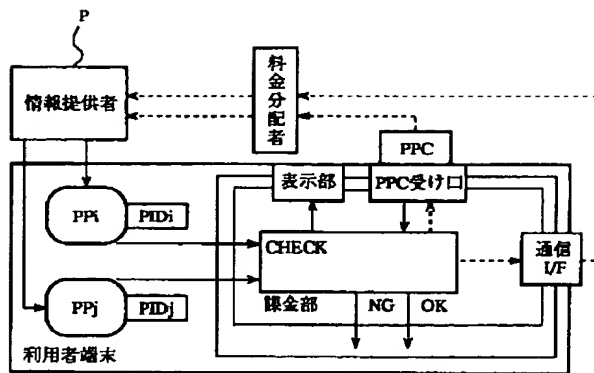 P
情報提供者
料金分配者
PPC
表示部
PPC受け口
PPi
PIDi
CHECK
通信
I/F
PPj
PIDj
課金部
NG
OK
利用者端末